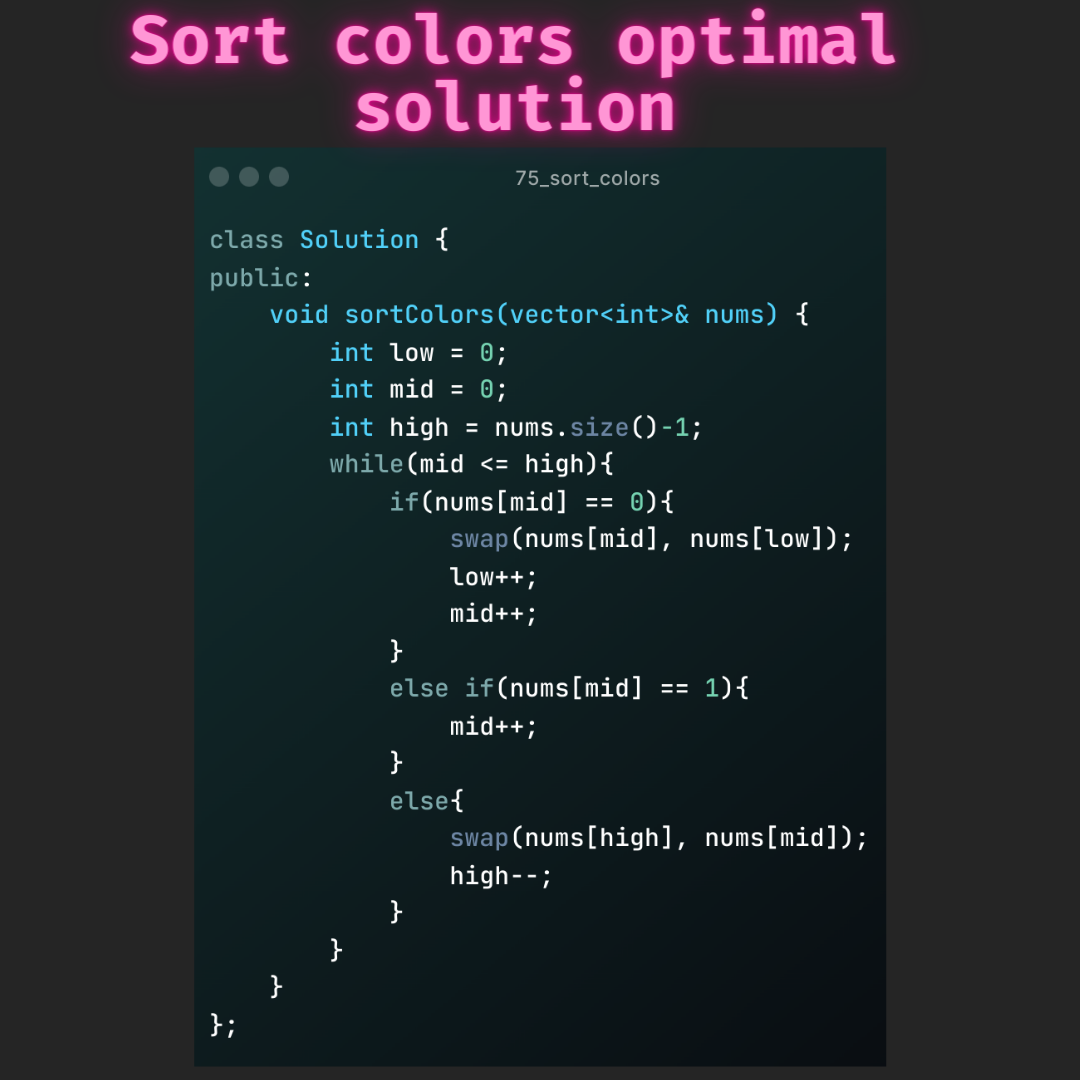 Sort colors optimal
solution
75_sort_colors
class Solution {
public:
    void sortColors(vector<int>& nums) {
        int low = 0;
        int mid = 0;
        int high = nums.size()-1;
        while(mid <= high){
            if(nums[mid] == 0){
                swap(nums[mid], nums[low]);
                low++;
                mid++;
            }
            else if(nums[mid] == 1){
                mid++;
            }
            else{
                swap(nums[high], nums[mid]);
                high--;
            }
        }
    }
};